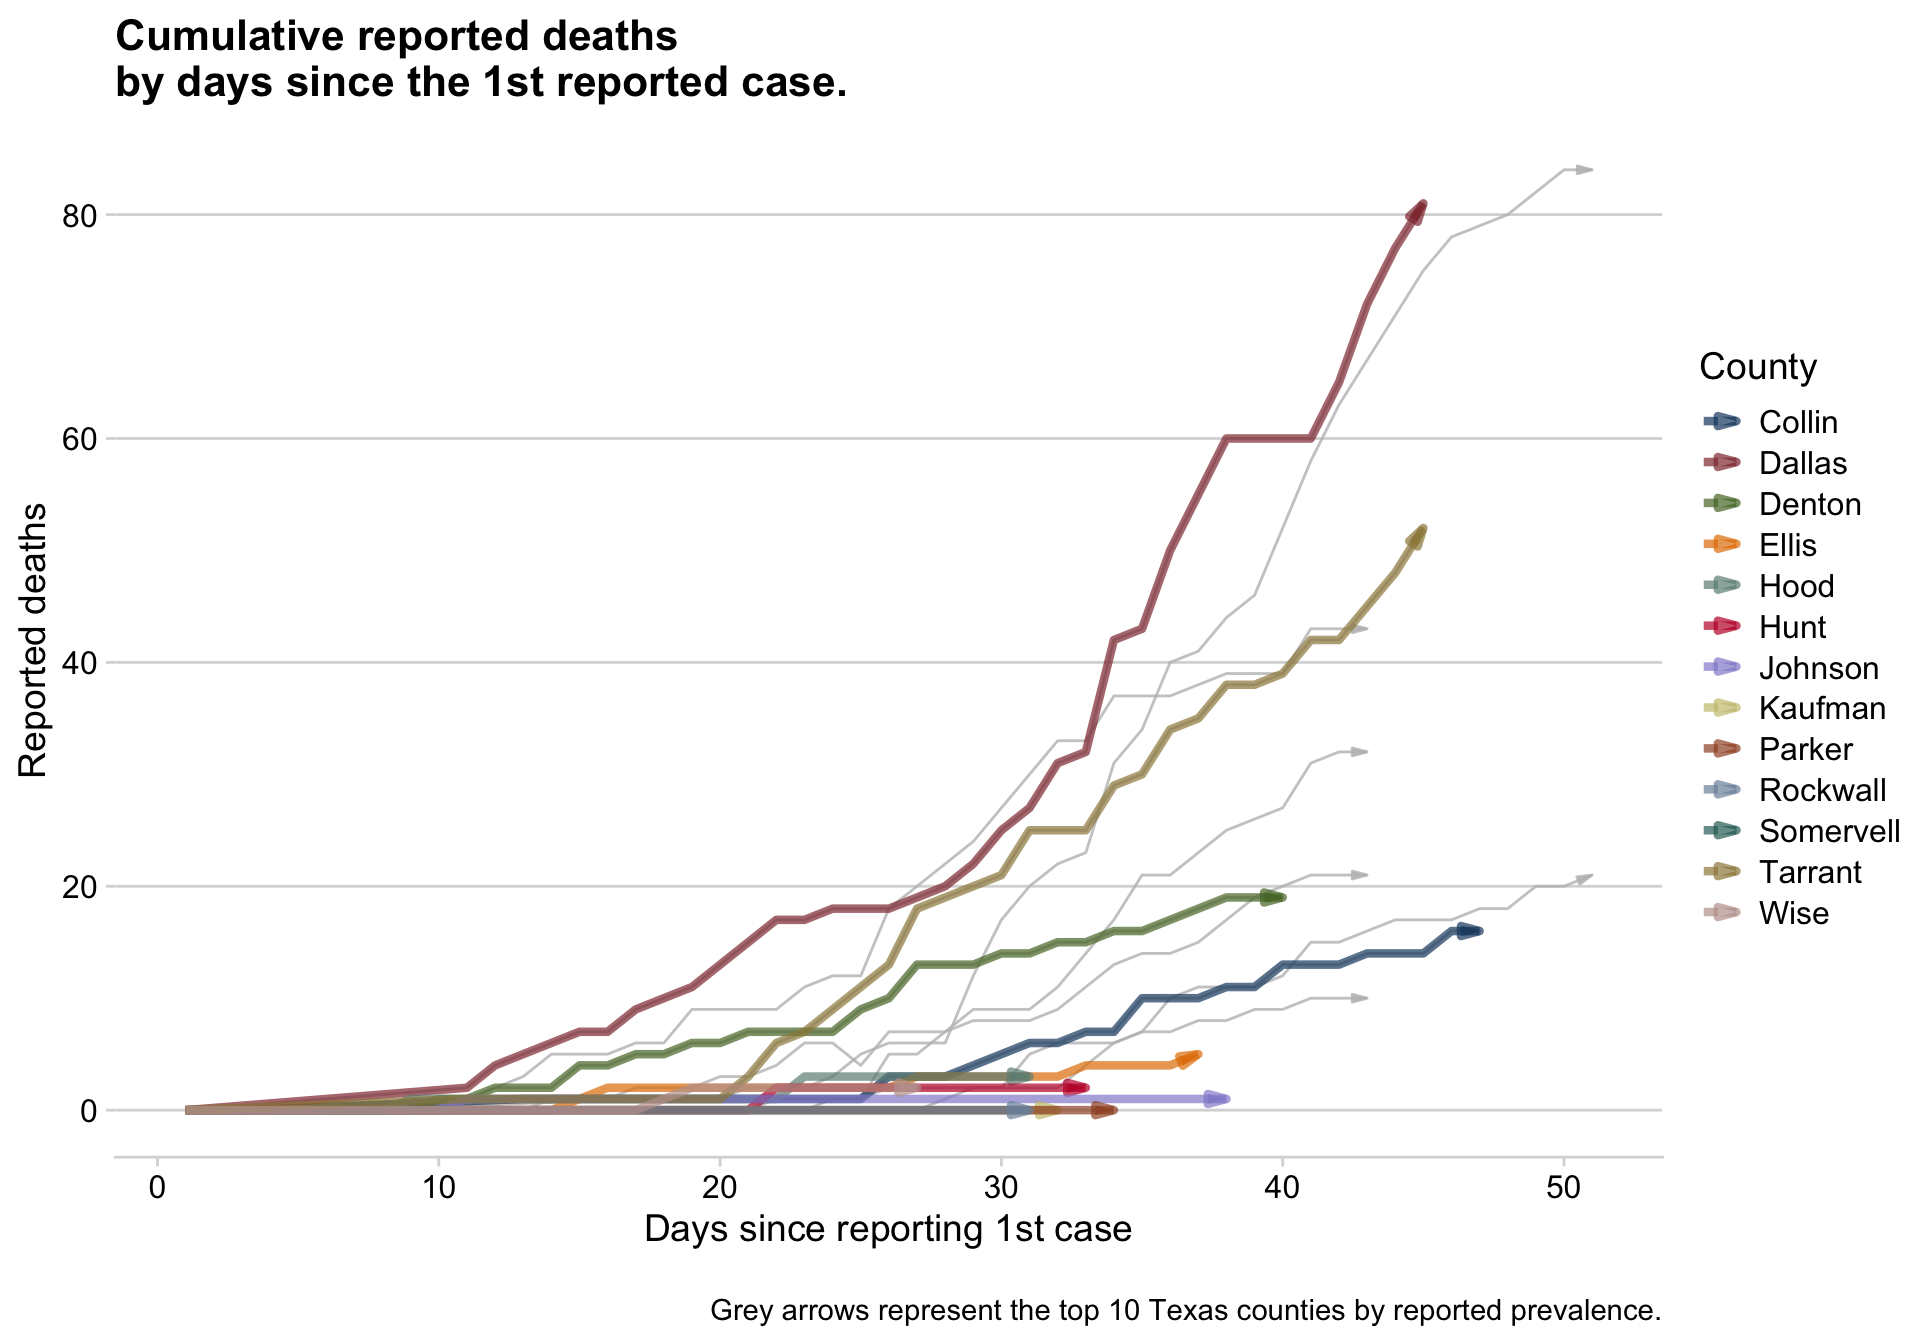 Cumulative reported deaths
by days since the 1st reported case.
Reported deaths
80
60
40
20
0
0
10
20
30
40
50
Days since reporting 1st case
County
Collin
Dallas
Denton
Ellis
Hood
Hunt
Johnson
Kaufman
Parker
Rockwall
Somervell
Tarrant
Wise
Grey arrows represent the top 10 Texas counties by reported prevalence.